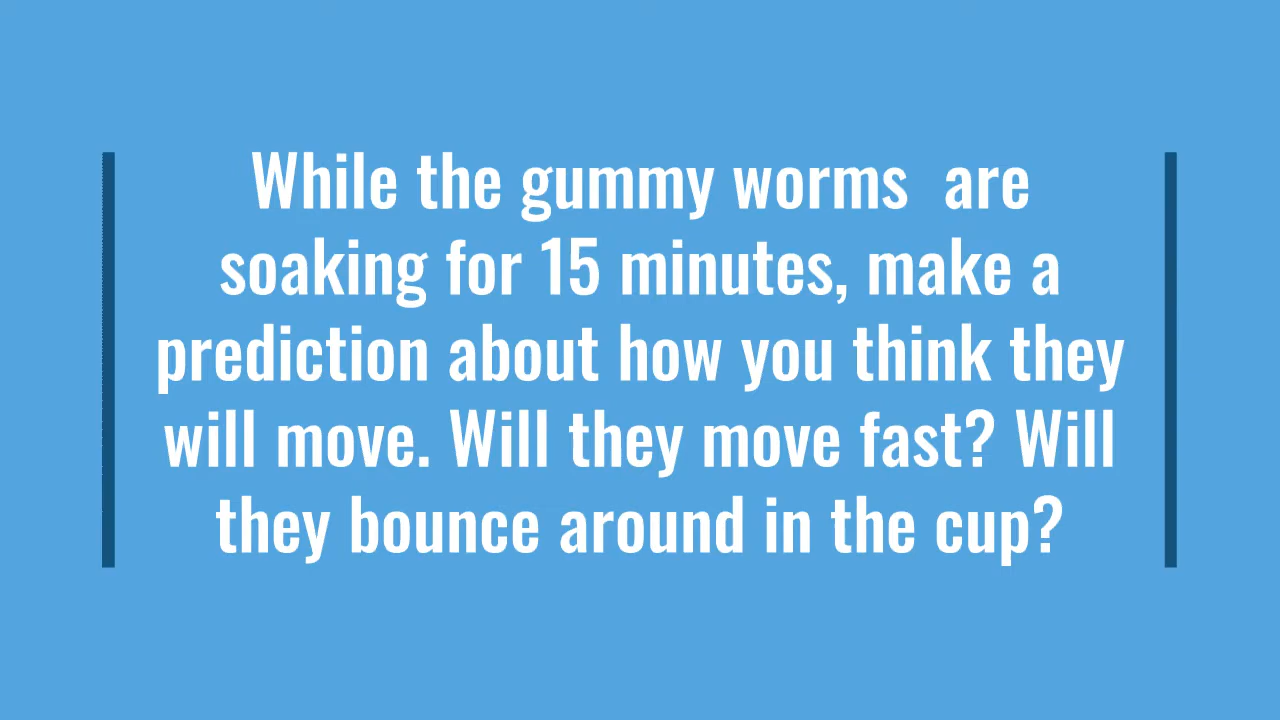 While the gummy worms  are
soaking for 15 minutes, make a
prediction about how you think they
will move. Will they move fast? Will
they bounce around in the cup?